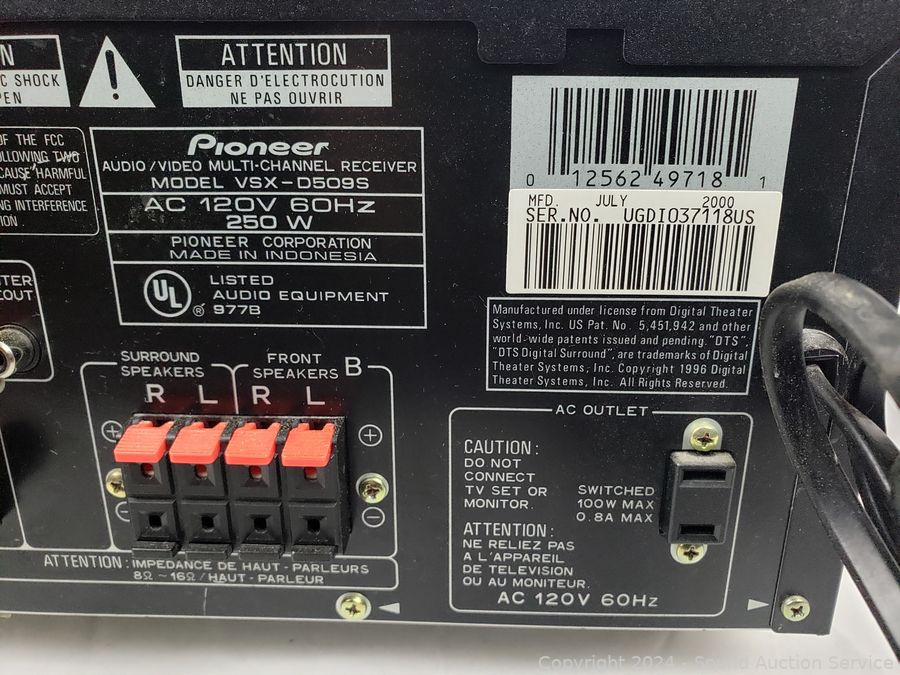 N
C SHOCK
PEN
ATTENTION
DANGER D'ELECTROCUTION
NE PAS OUVRIR
OF THE FCC
FOLLOWING TWO
CAUSE HARMFUL
MUST ACCEPT
NG INTERFERENCE
ION.
Pioneer
AUDIO/VIDEO MULTI-CHANNEL RECEIVER
MODEL VSX-D509S
AC 120V 60Hz
250 W
PIONEER CORPORATION
MADE IN INDONESIA
UL ®
LISTED
AUDIO EQUIPMENT
977B
0 12562 49718 1
MFD. JULY 2000
SER.NO. UGDI037118US
Manufactured under license from Digital Theater
Systems, Inc. US Pat. No. 5,451,942 and other
world-wide patents issued and pending. "DTS",
"DTS Digital Surround", are trademarks of Digital
Theater Systems, Inc. Copyright 1996 Digital
Theater Systems, Inc. All Rights Reserved.
SURROUND
SPEAKERS
R L
FRONT
SPEAKERS B
R L
ATTENTION: IMPEDANCE DE HAUT-PARLEURS
8Ω ~ 16Ω / HAUT-PARLEUR
AC OUTLET
CAUTION:
DO NOT
CONNECT
TV SET OR
MONITOR.
SWITCHED
100W MAX
0.8A MAX
ATTENTION:
NE RELIEZ PAS
A L'APPAREIL
DE TELEVISION
OU AU MONITEUR.
AC 120V 60Hz
Copyright 2024 - Sound Auction Service